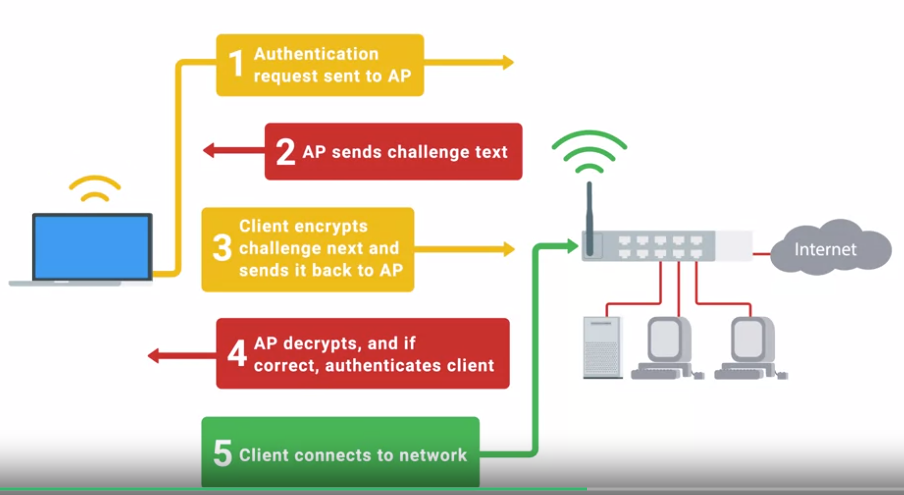 1 Authentication
request sent to AP
2 AP sends challenge text
3 Client encrypts
challenge next and
sends it back to AP
4 AP decrypts, and if
correct, authenticates client
5 Client connects to network
Internet